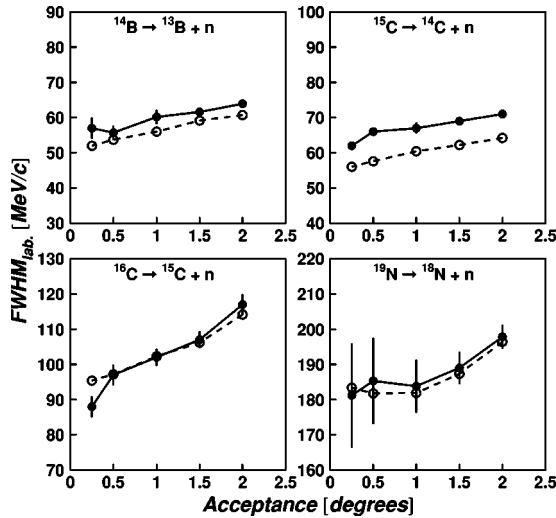 ¹⁴B → ¹³B + n
¹⁵C → ¹⁴C + n
90
80
70
60
50
40
30
0 0.5 1 1.5 2 2.5
100
90
80
70
60
50
40
0 0.5 1 1.5 2 2.5
FWHM_lab. [MeV/c]
¹⁶C → ¹⁵C + n
¹⁹N → ¹⁸N + n
130
120
110
100
90
80
70
0 0.5 1 1.5 2 2.5
220
210
200
190
180
170
160
0 0.5 1 1.5 2 2.5
Acceptance [degrees]